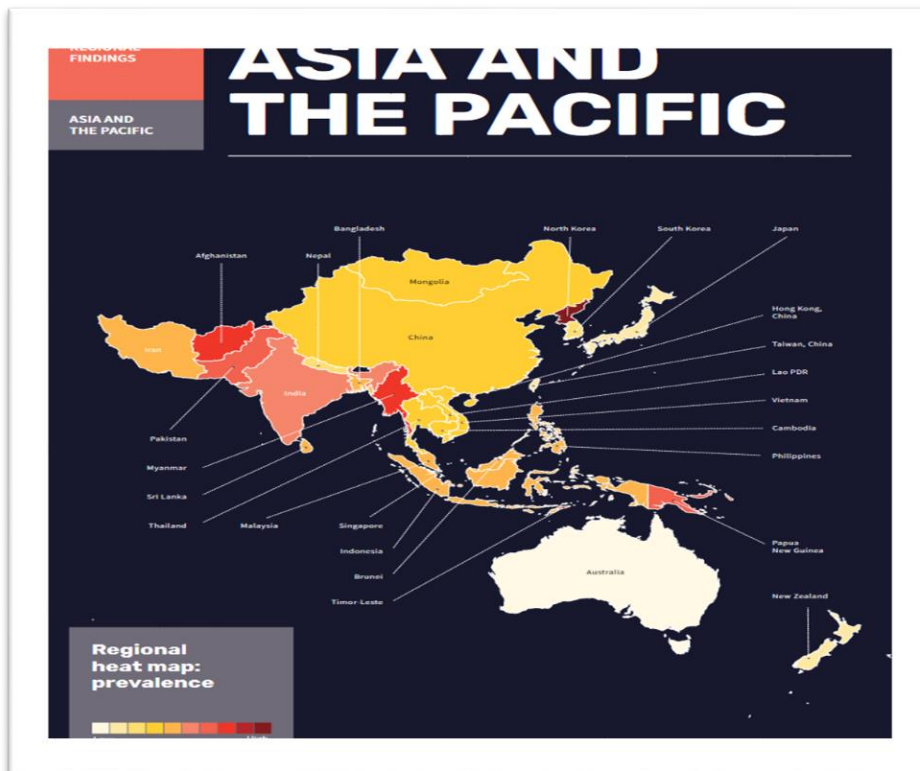 REGIONAL
FINDINGS
ASIA AND
THE PACIFIC
ASIA AND
THE PACIFIC
Bangladesh
North Korea
South Korea
Japan
Afghanistan
Nepal
Mongolia
Hong Kong,
China
China
Taiwan, China
Iran
Lao PDR
India
Vietnam
Cambodia
Pakistan
Philippines
Myanmar
Sri Lanka
Thailand
Malaysia
Singapore
Indonesia
Papua
New Guinea
Brunei
Australia
Timor-Leste
New Zealand
Regional
heat map:
prevalence